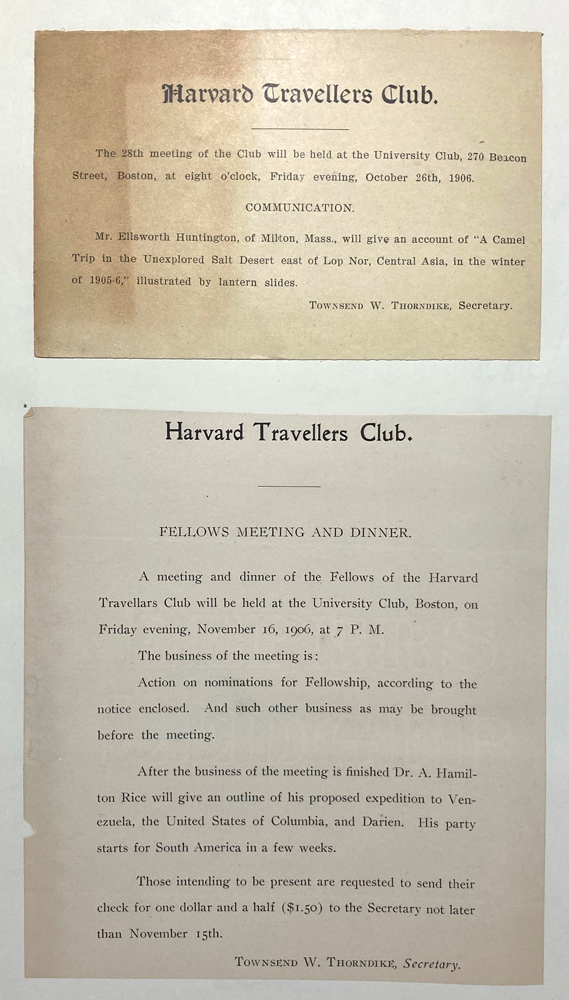 Harvard Travellers Club.
The 28th meeting of the Club will be held at the University Club, 270 Beacon
Street, Boston, at eight o'clock, Friday evening, October 26th, 1906.
COMMUNICATION.
Mr. Ellsworth Huntington, of Milton, Mass., will give an account of "A Camel
Trip in the Unexplored Salt Desert east of Lop Nor, Central Asia, in the winter
of 1905-6," illustrated by lantern slides.
TOWNSEND W. THORNDIKE, Secretary.
Harvard Travellers Club.
FELLOWS MEETING AND DINNER.
A meeting and dinner of the Fellows of the Harvard
Travellars Club will be held at the University Club, Boston, on
Friday evening, November 16, 1906, at 7 P. M.
The business of the meeting is:
Action on nominations for Fellowship, according to the
notice enclosed. And such other business as may be brought
before the meeting.
After the business of the meeting is finished Dr. A. Hamil-
ton Rice will give an outline of his proposed expedition to Ven-
ezuela, the United States of Columbia, and Darien. His party
starts for South America in a few weeks.
Those intending to be present are requested to send their
check for one dollar and a half ($1.50) to the Secretary not later
than November 15th.
TOWNSEND W. THORNDIKE, Secretary.